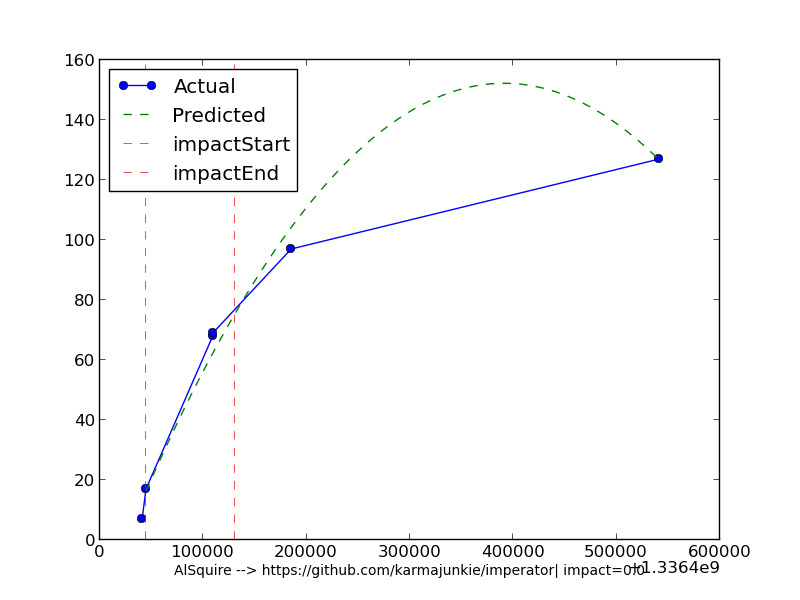 160
140
120
100
80
60
40
20
0
Actual
Predicted
impactStart
impactEnd
0 100000 200000 300000 400000 500000 600000
+1.3364e9
AlSquire --> https://github.com/karmajunkie/imperator| impact=0.0